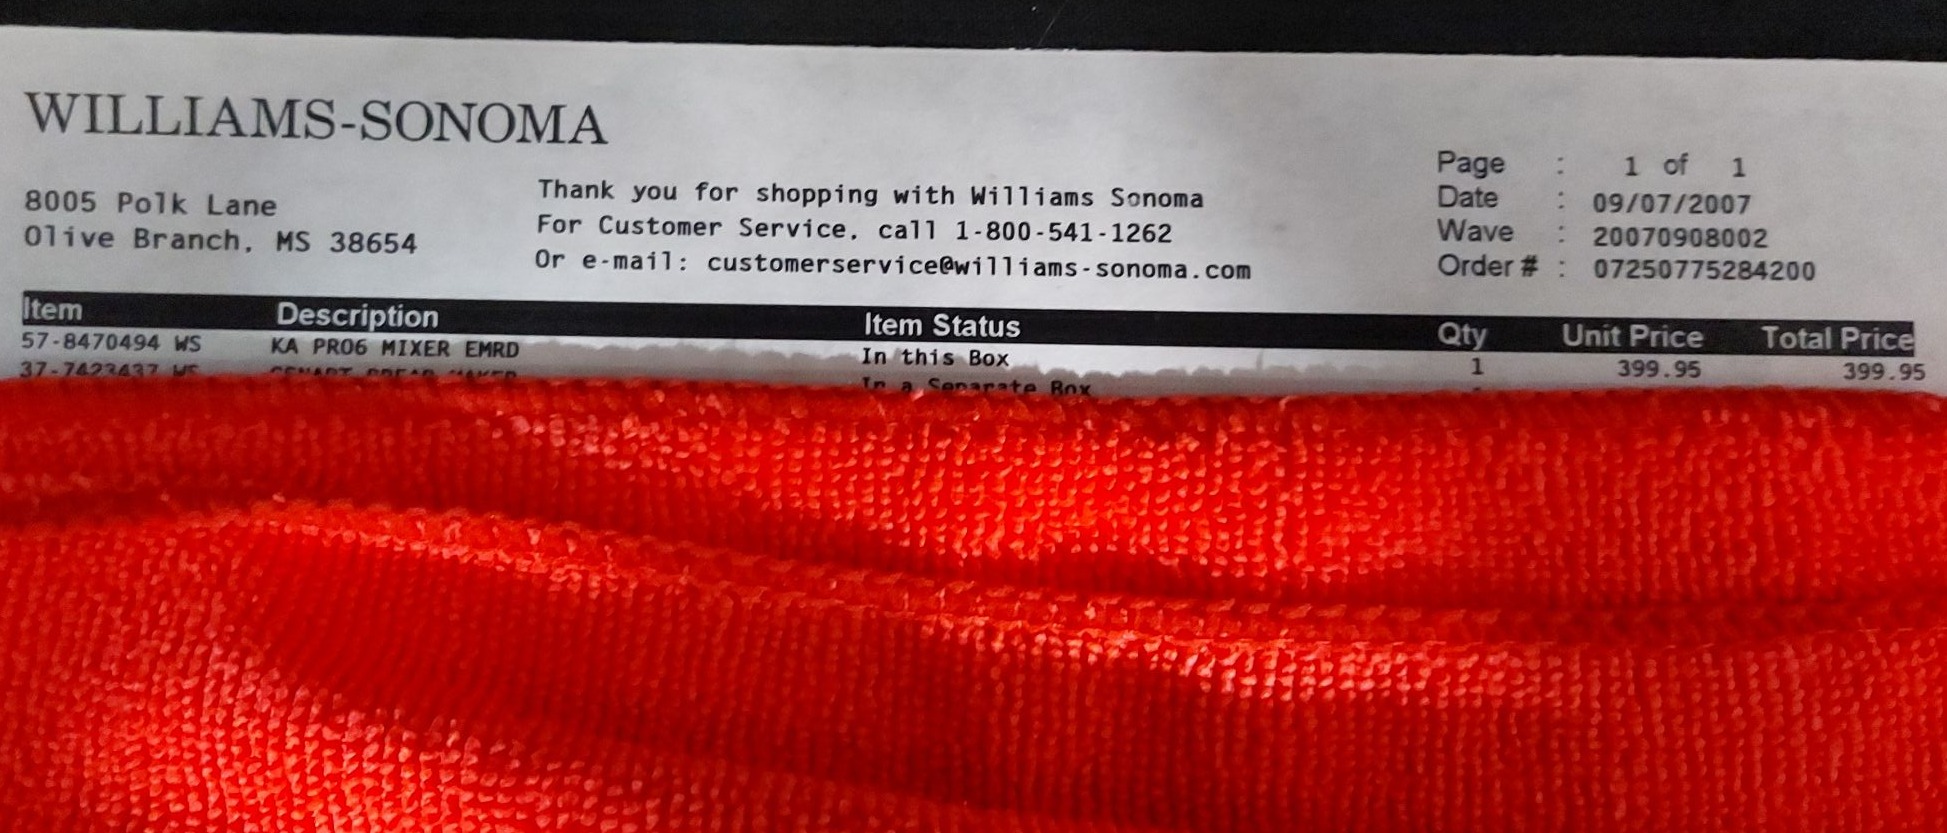 WILLIAMS-SONOMA
8005 Polk Lane
Olive Branch, MS 38654
Thank you for shopping with Williams Sonoma
For Customer Service, call 1-800-541-1262
Or e-mail: customerservice@williams-sonoma.com
Page : 1 of 1
Date : 09/07/2007
Wave : 20070908002
Order # : 07250775284200
Item Description Item Status Qty Unit Price Total Price
57-8470494 WS KA PRO6 MIXER EMRD In this Box 1 399.95 399.95
In a Separate Box